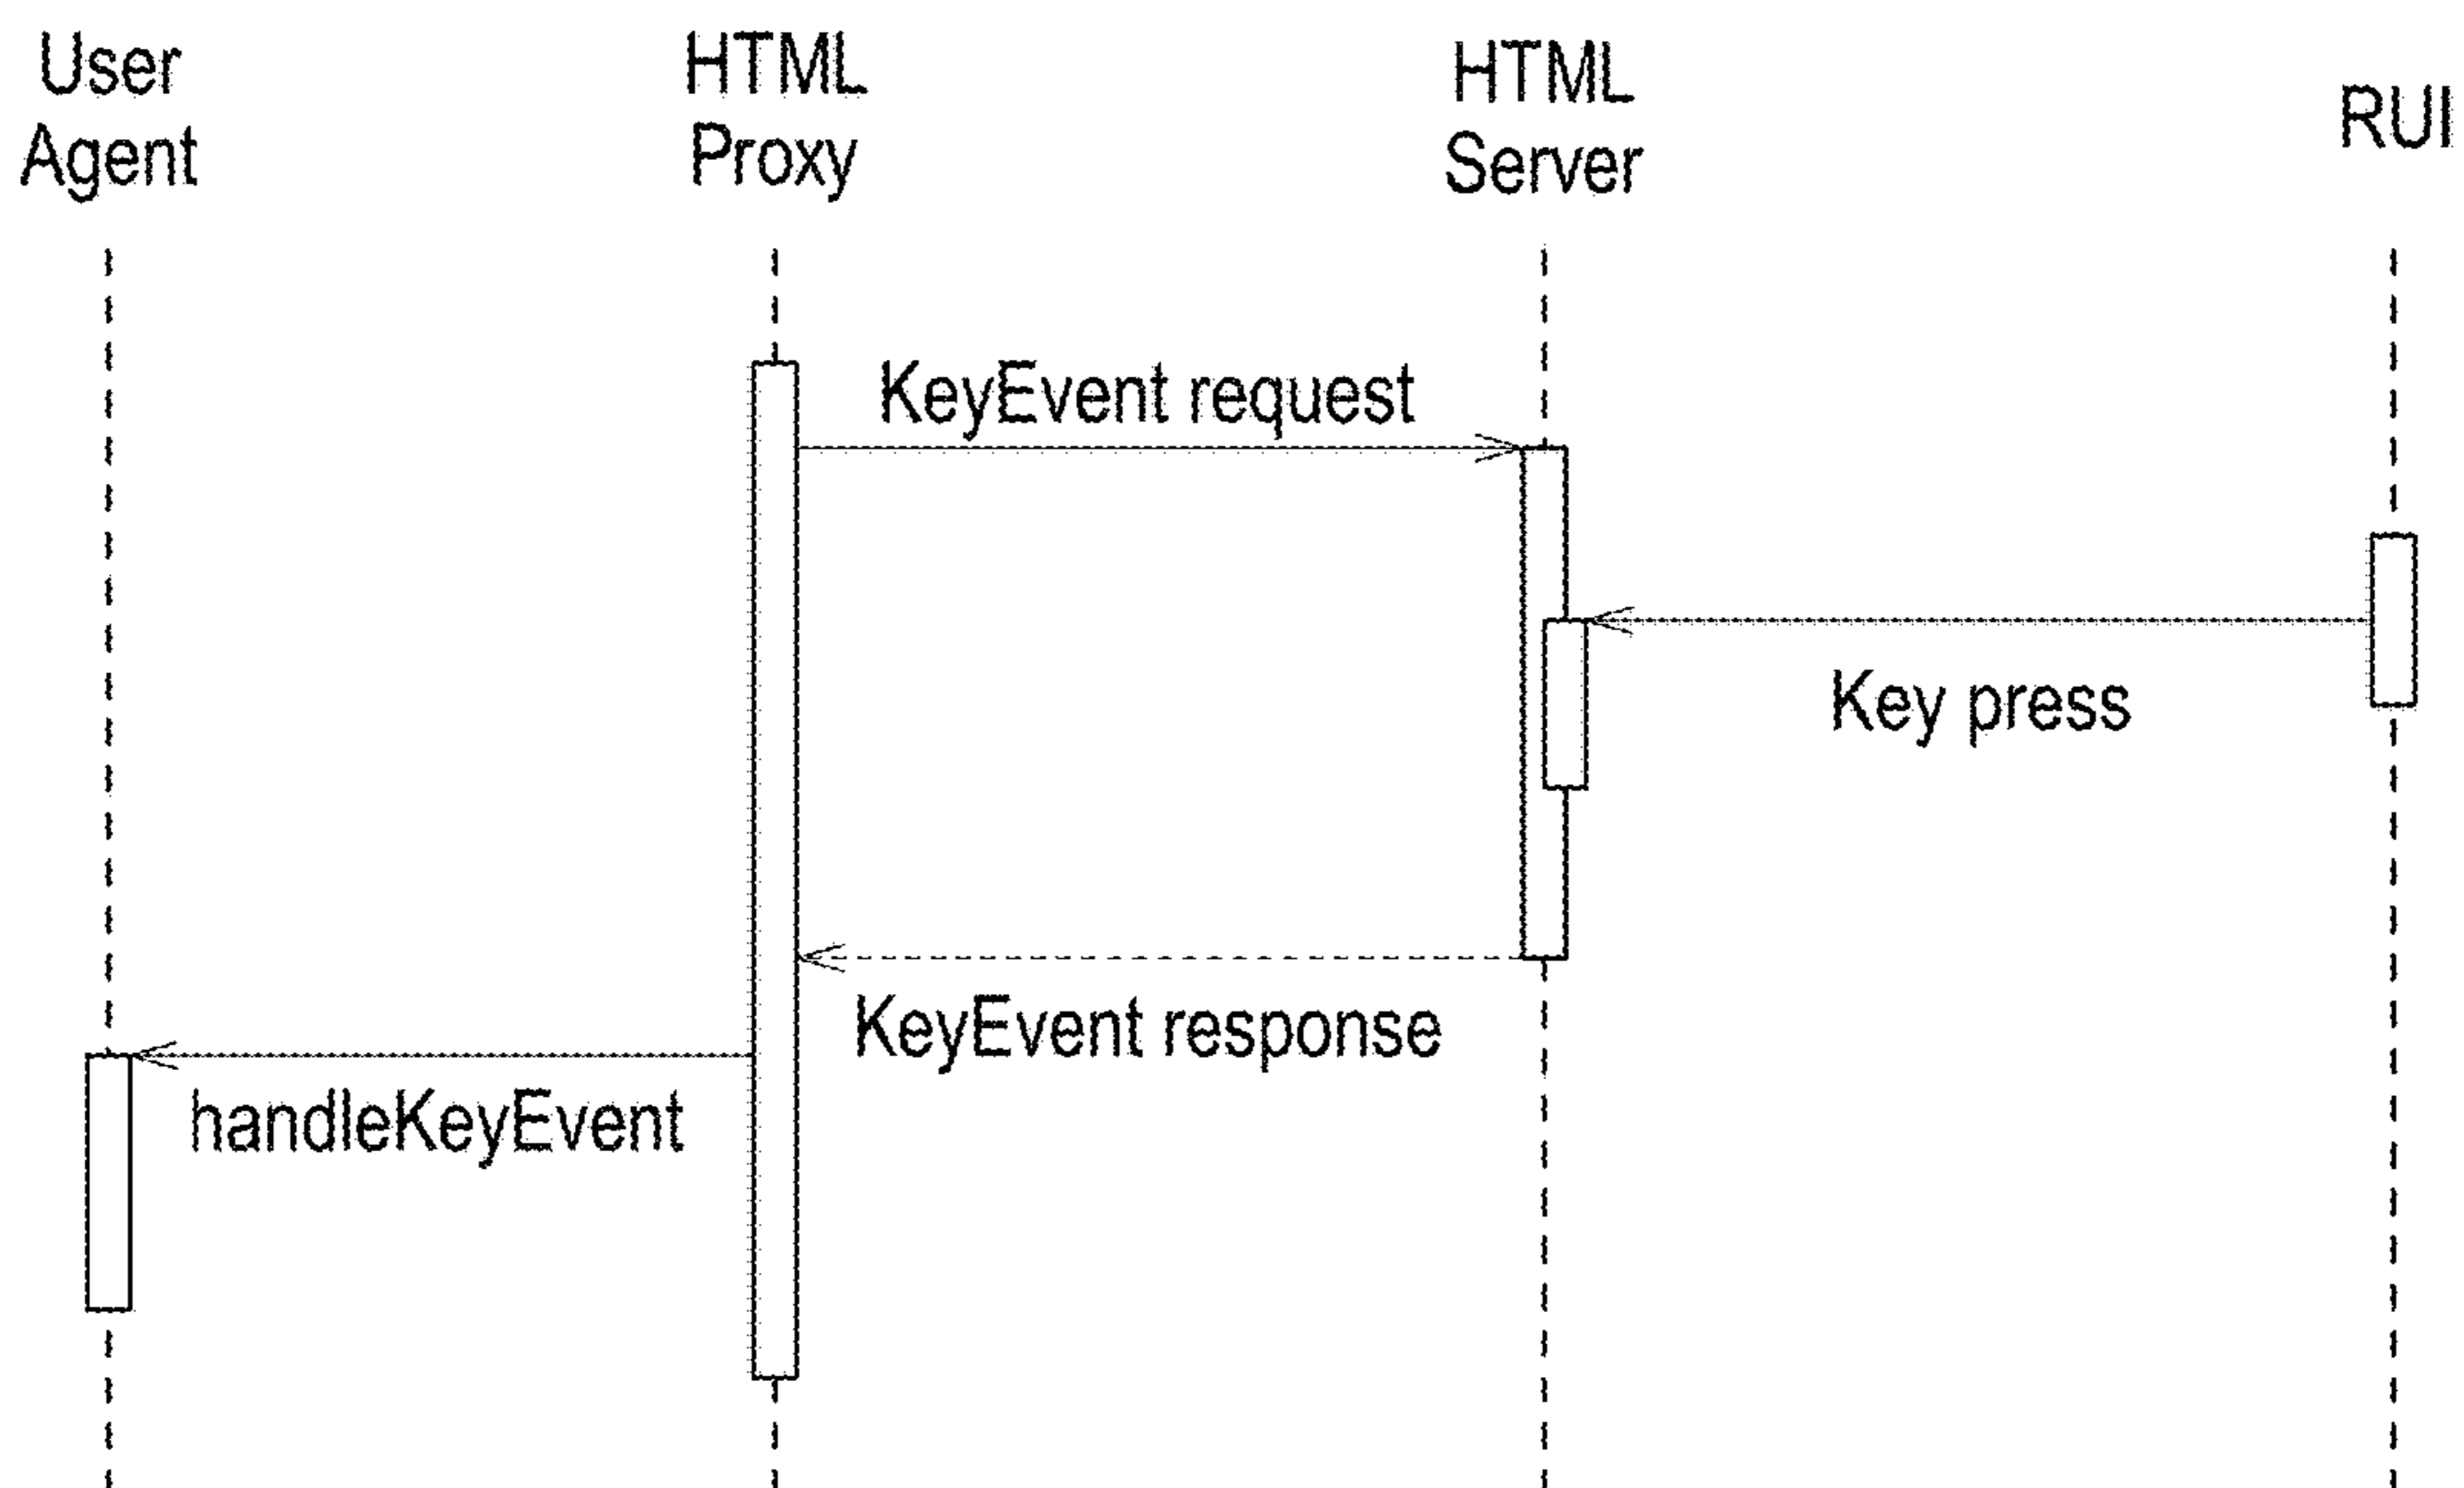 User
Agent
HTML
Proxy
HTML
Server
RUI
KeyEvent request
Key press
KeyEvent response
handleKeyEvent